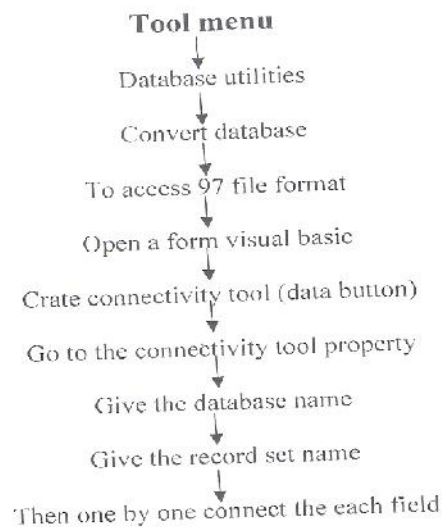 Tool menu
Database utilities
Convert database
To access 97 file format
Open a form visual basic
Crate connectivity tool (data button)
Go to the connectivity tool property
Give the database name
Give the record set name
Then one by one connect the each field